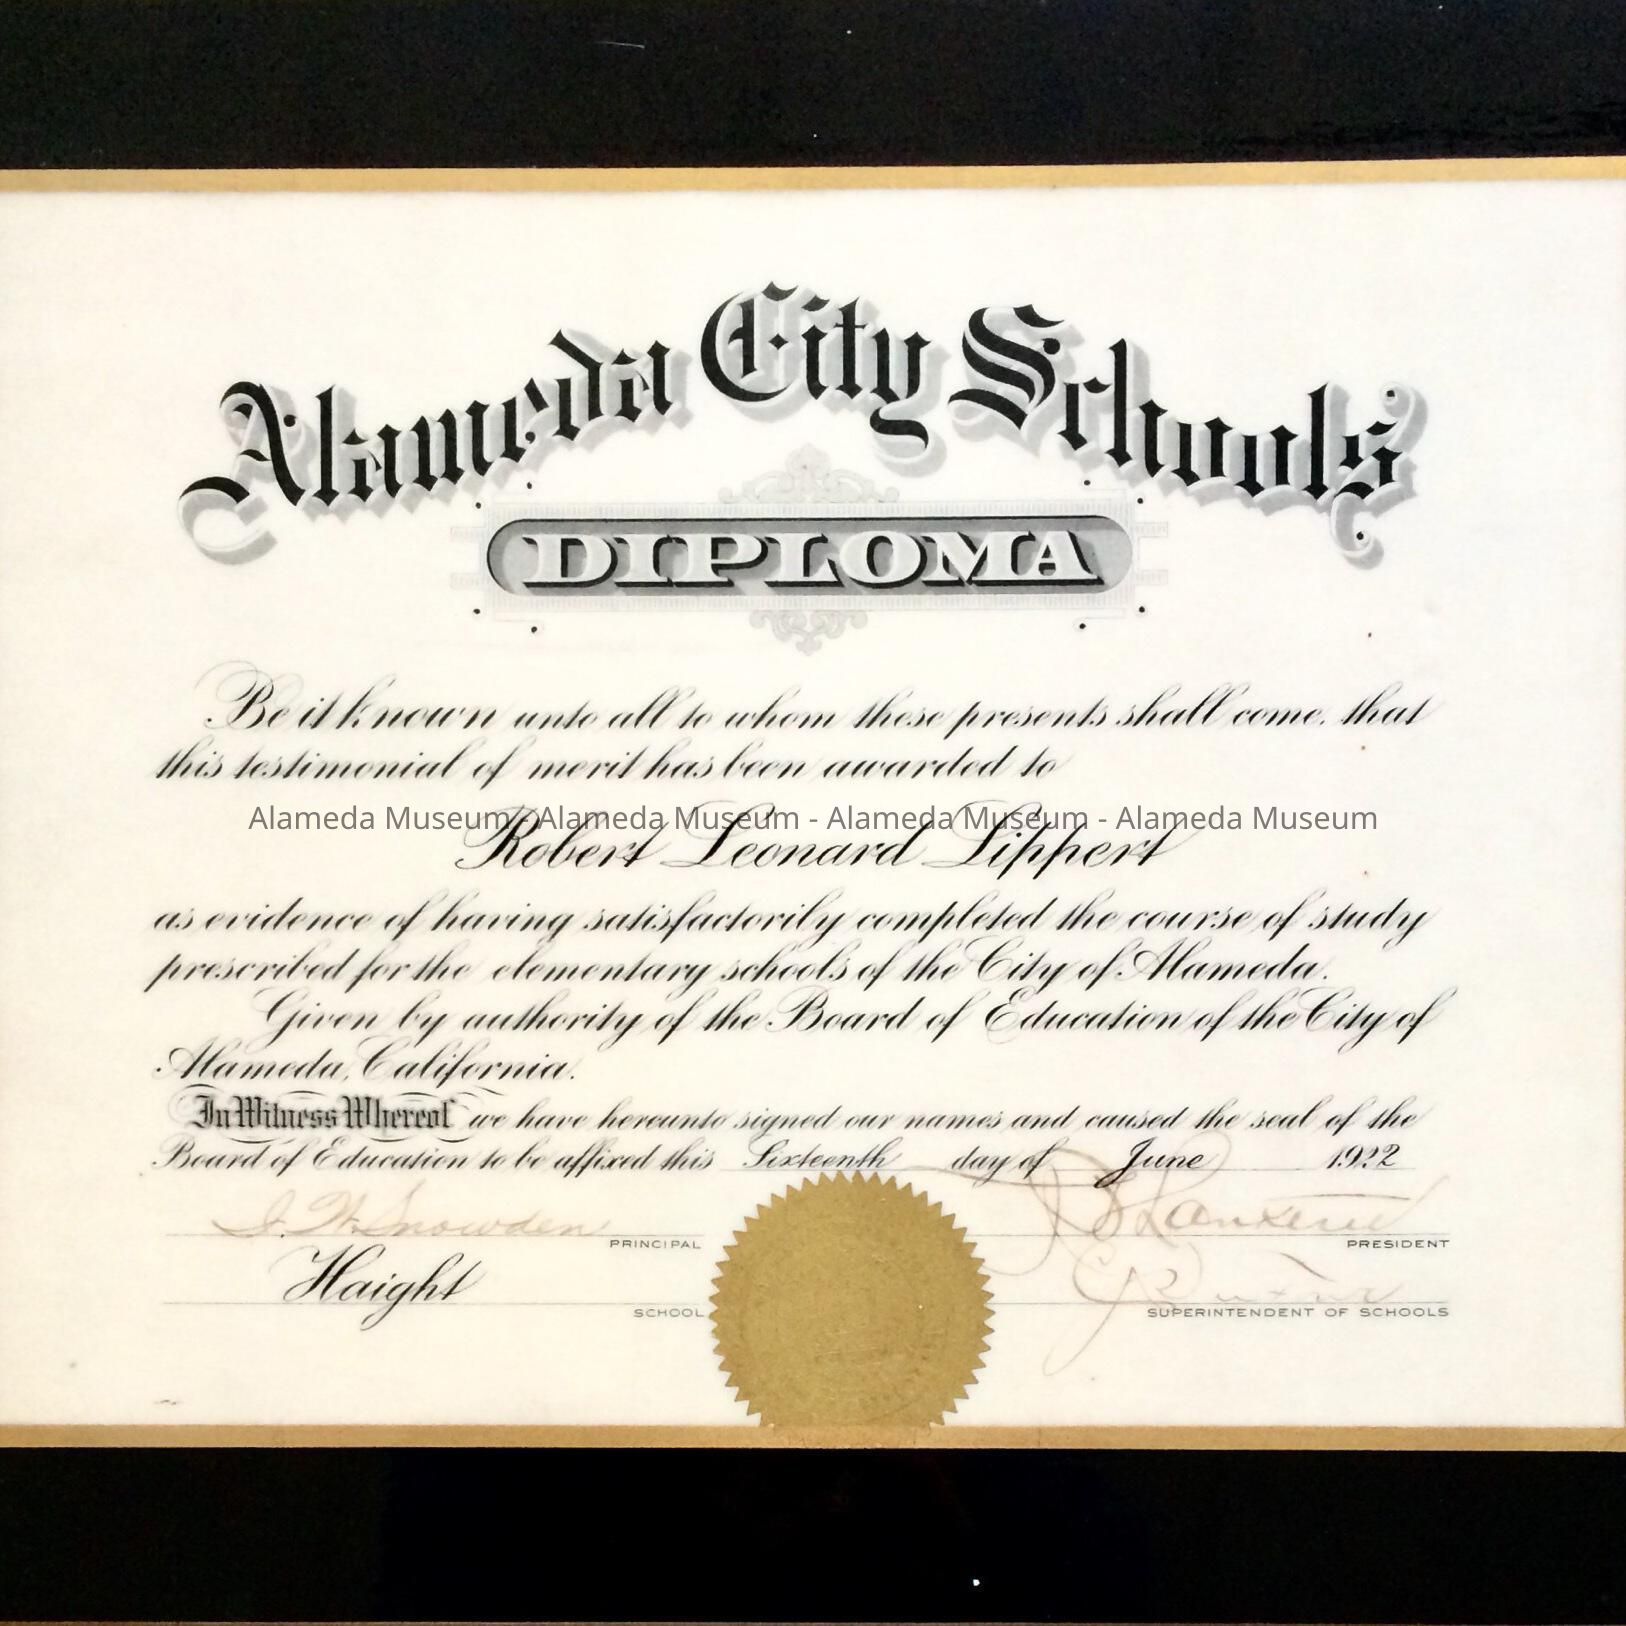 Alameda City Schools
DIPLOMA
Be it known unto all to whom these presents shall come, that
this testimonial of merit has been awarded to
Alameda Museum - Alameda Museum - Alameda Museum - Alameda Museum
Robert Leonard Lippert
as evidence of having satisfactorily completed the course of study
prescribed for the elementary schools of the City of Alameda.
Given by authority of the Board of Education of the City of
Alameda, California.
In Witness Whereof we have hereunto signed our names and caused the seal of the
Board of Education to be affixed this Sixteenth day of June 1922
Snowden
PRINCIPAL PRESIDENT
Haight
SCHOOL SUPERINTENDENT OF SCHOOLS